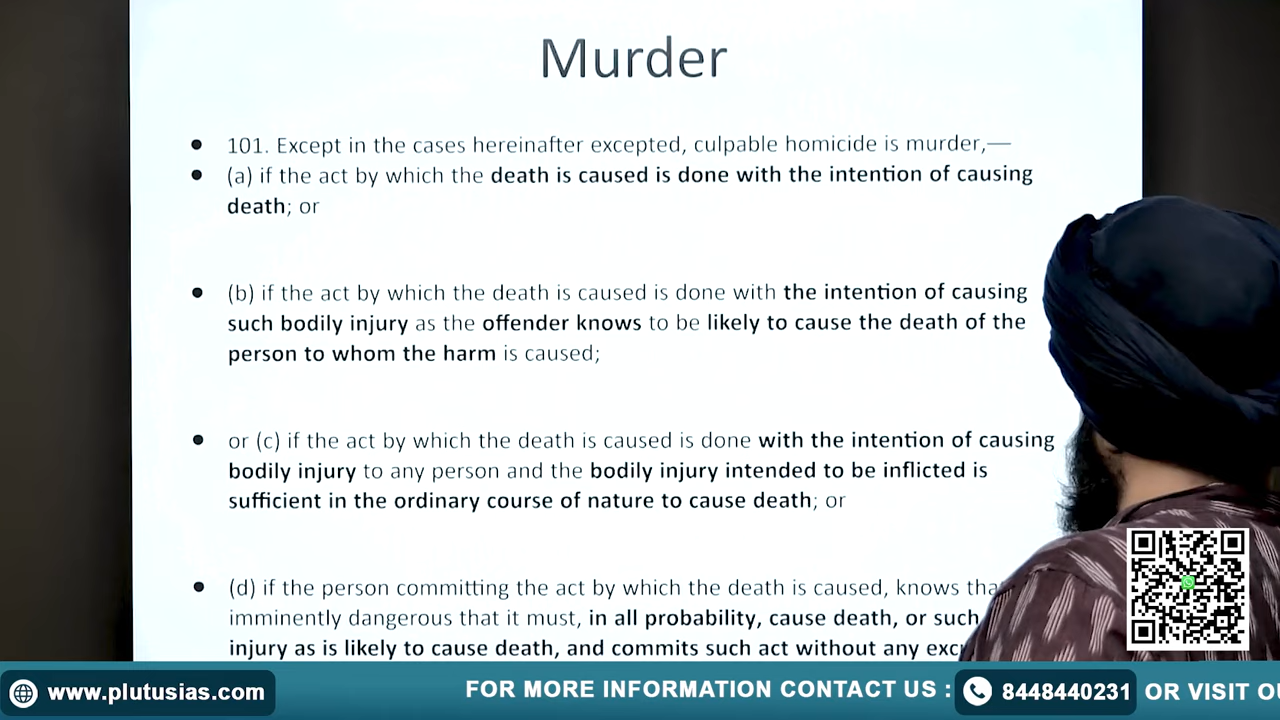 Murder
• 101. Except in the cases hereinafter excepted, culpable homicide is murder,—
• (a) if the act by which the death is caused is done with the intention of causing
death; or
• (b) if the act by which the death is caused is done with the intention of causing
such bodily injury as the offender knows to be likely to cause the death of the
person to whom the harm is caused;
• or (c) if the act by which the death is caused is done with the intention of causing
bodily injury to any person and the bodily injury intended to be inflicted is
sufficient in the ordinary course of nature to cause death; or
• (d) if the person committing the act by which the death is caused, knows
imminently dangerous that it must, in all probability, cause death, or such
injury as is likely to cause death, and commits such act without any
www.plutusias.com
FOR MORE INFORMATION CONTACT US :
8448440231
OR VISIT